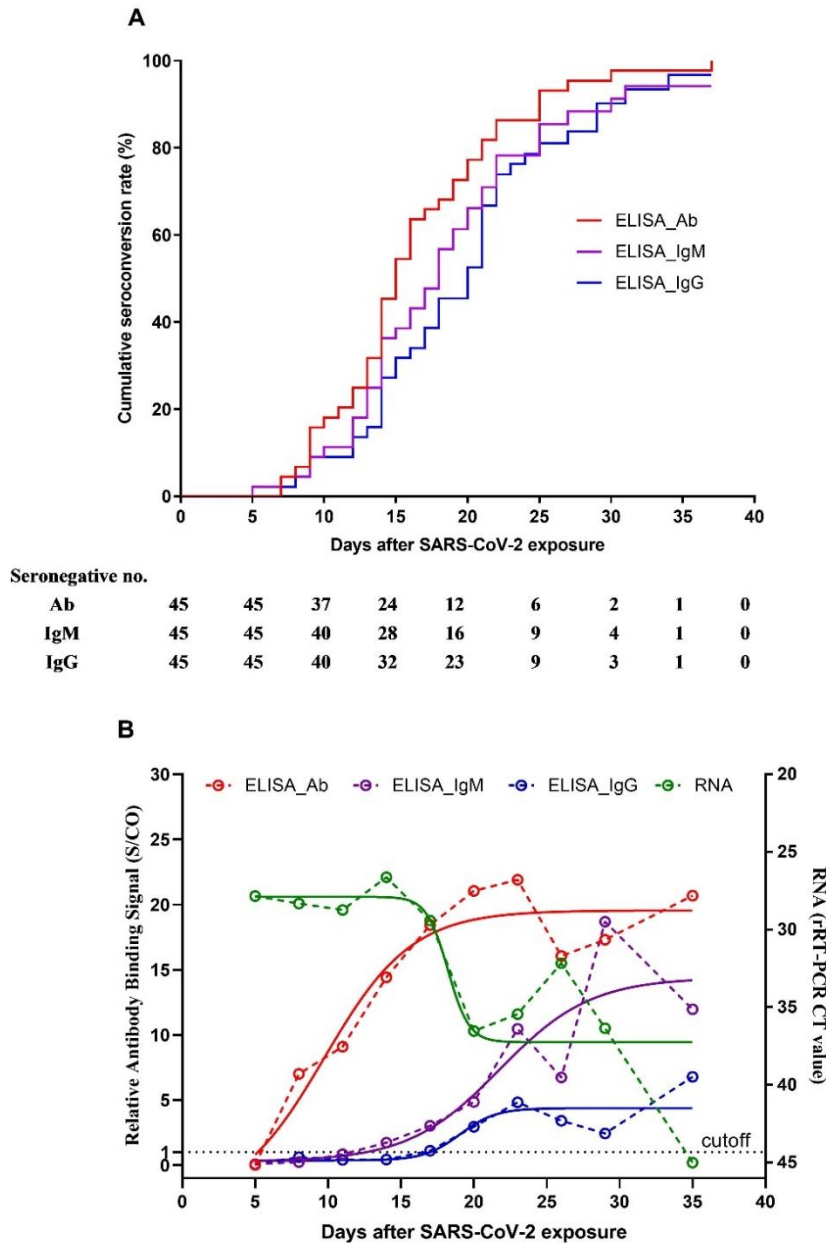 A
100
80
60
40
20
0
Cumulative seroconversion rate (%)
ELISA_Ab
ELISA_IgM
ELISA_IgG
0 5 10 15 20 25 30 35 40
Days after SARS-CoV-2 exposure
Seronegative no.
Ab 45 45 37 24 12 6 2 1 0
IgM 45 45 40 28 16 9 4 1 0
IgG 45 45 40 32 23 9 3 1 0
B
ELISA_Ab ELISA_IgM ELISA_IgG RNA
30
25
20
15
10
5
1
0
Relative Antibody Binding Signal (S/CO)
cutoff
20
25
30
35
40
45
RNA (rRT-PCR CT value)
0 5 10 15 20 25 30 35 40
Days after SARS-CoV-2 exposure